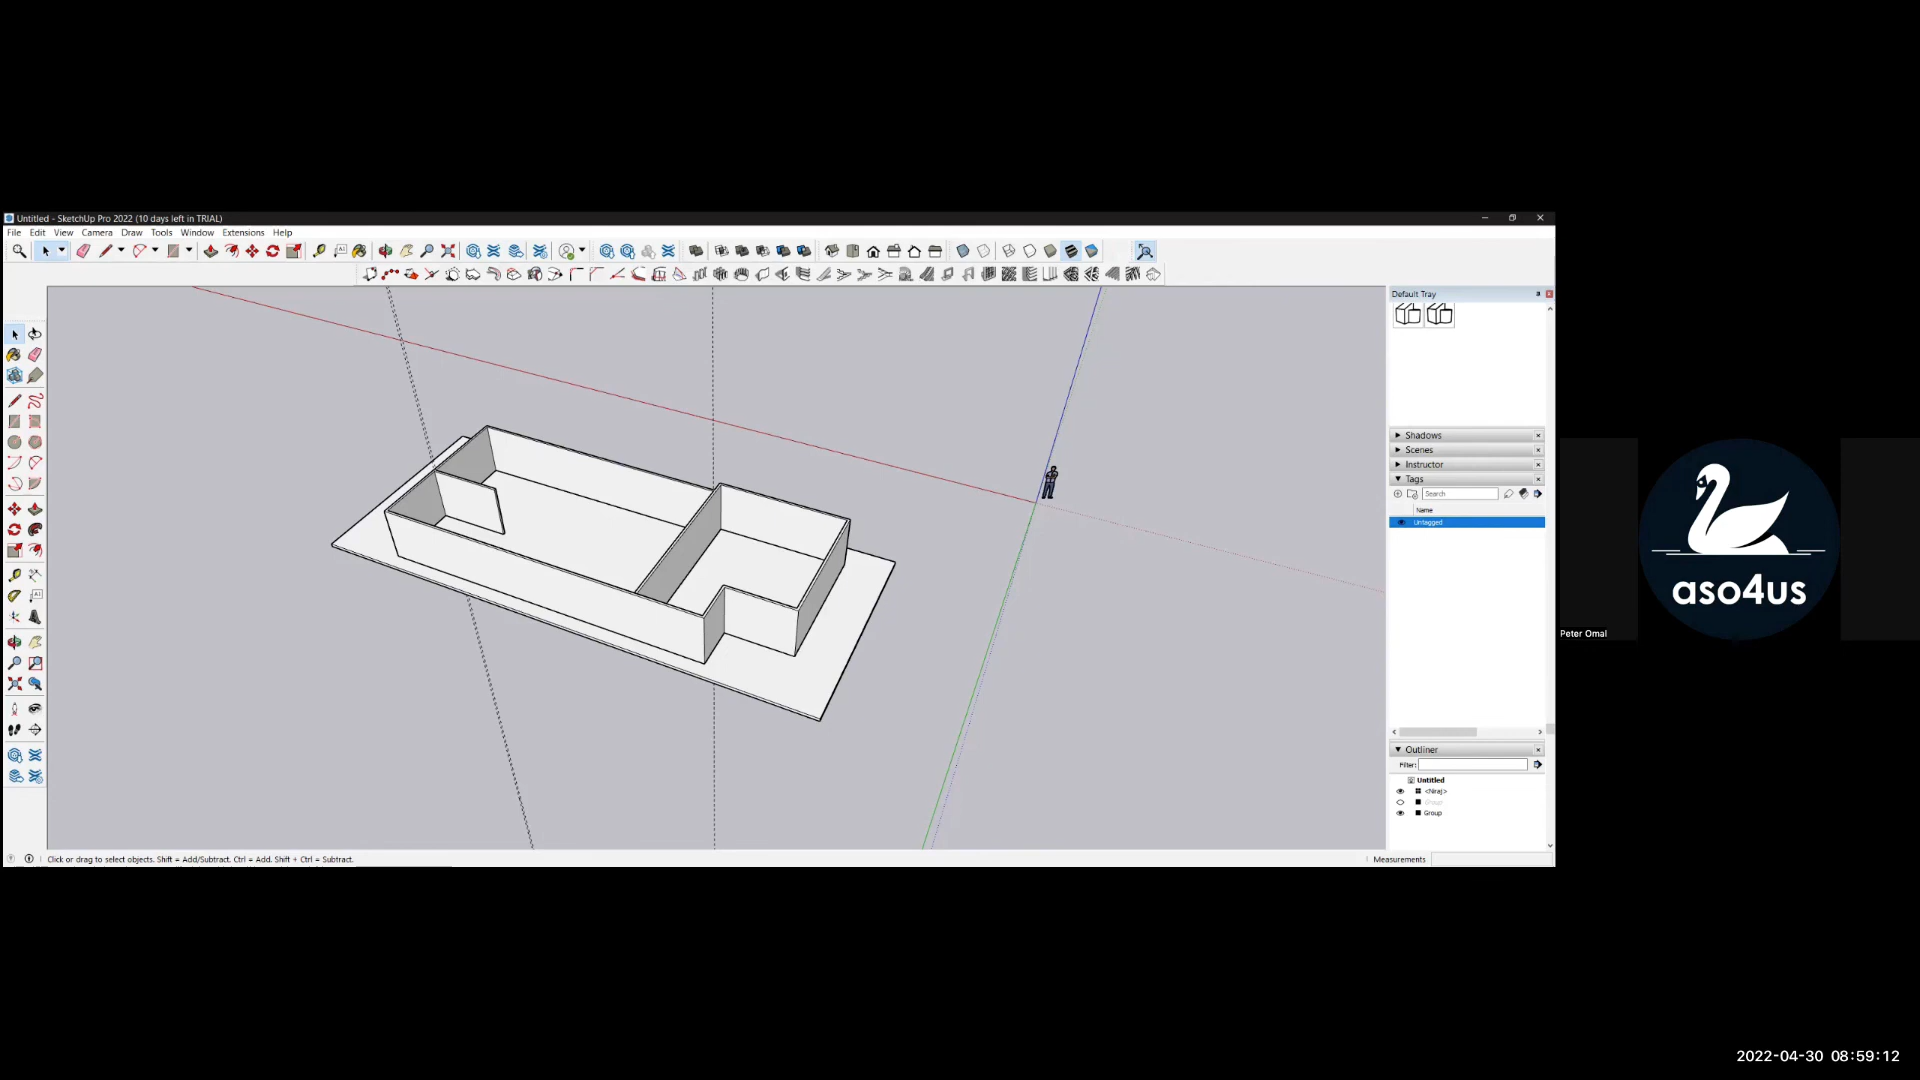 Untitled - SketchUp Pro 2022 (10 days left in TRIAL)
File Edit View Camera Draw Tools Window Extensions Help
Default Tray
Shadows
Scenes
Instructor
Tags
Search
Name
Untagged
Outliner
Filter:
Untitled
<Niraj>
Group
Group
Click or drag to select objects. Shift = Add/Subtract. Ctrl = Add. Shift + Ctrl = Subtract.
Measurements
aso4us
Peter Omal
2022-04-30 08:59:12